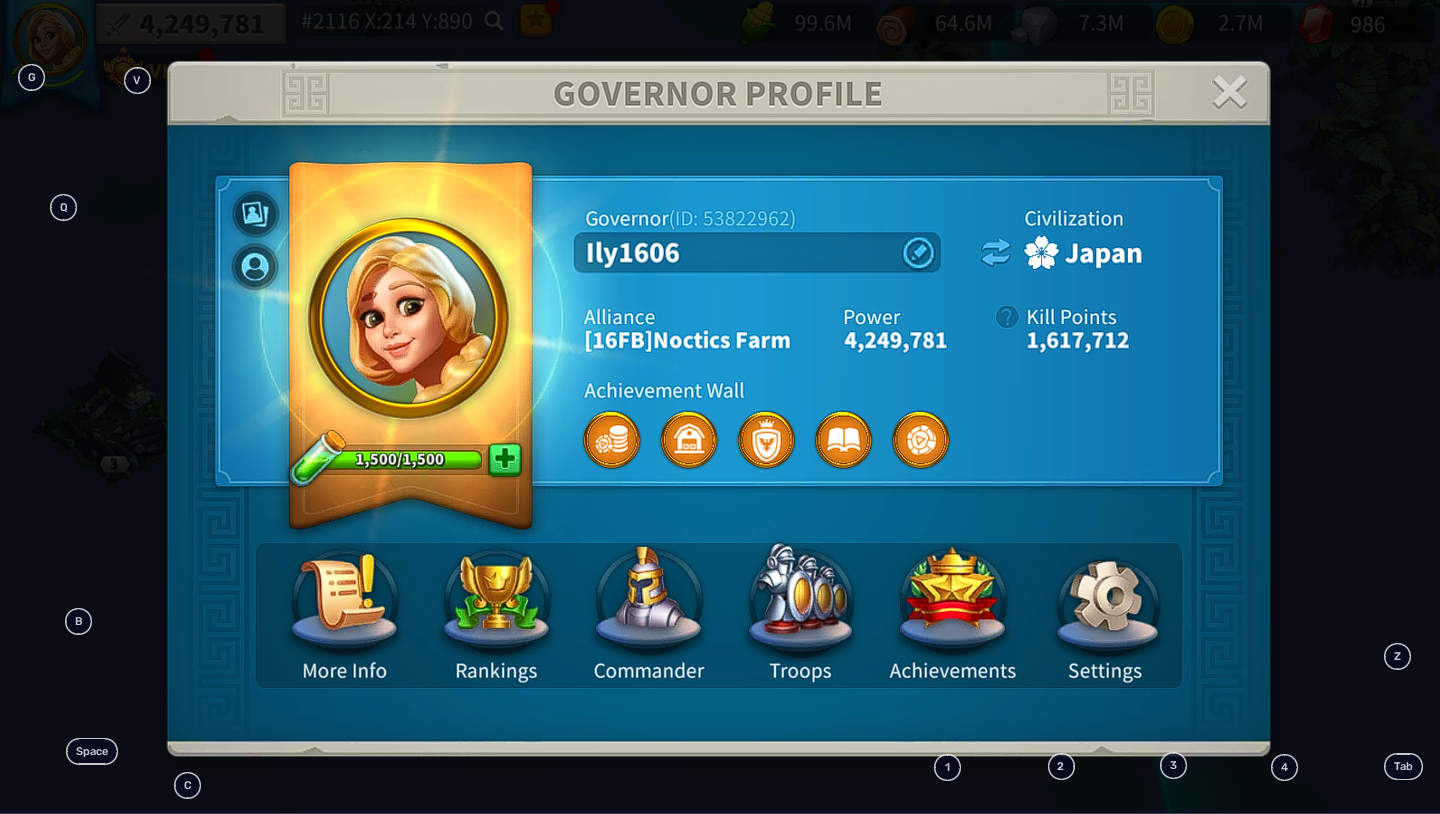 4,249,781
#2116 X:214 Y:890
99.6M
64.6M
7.3M
2.7M
986
G
V
GOVERNOR PROFILE
Q
Governor(ID: 53822962)
Civilization
Ily1606
Japan
Alliance
Power
? Kill Points
[16FB]Noctics Farm
4,249,781
1,617,712
Achievement Wall
1,500/1,500
3
B
Z
More Info
Rankings
Commander
Troops
Achievements
Settings
Space
C
1
2
3
4
Tab